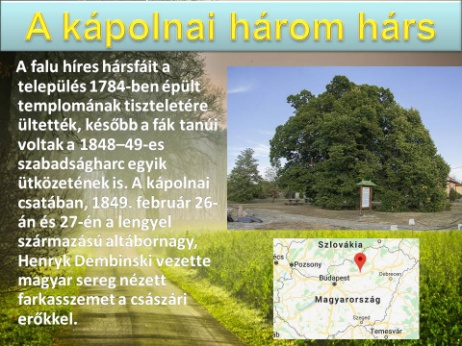 A kápolnai három hárs
A falu híres hársfáit a
település 1784-ben épült
templomának tiszteletére
ültették, később a fák tanúi
voltak a 1848–49-es
szabadságharc egyik
ütközetének is. A kápolnai
csatában, 1849. február 26-
án és 27-én a lengyel
származású altábornagy,
Henryk Dembinski vezette
magyar sereg nézett
farkasszemet a császári
erőkkel.
Szlovákia
Pozsony
Budapest
Debrecen
Magyarország
Szeged
Temesvár